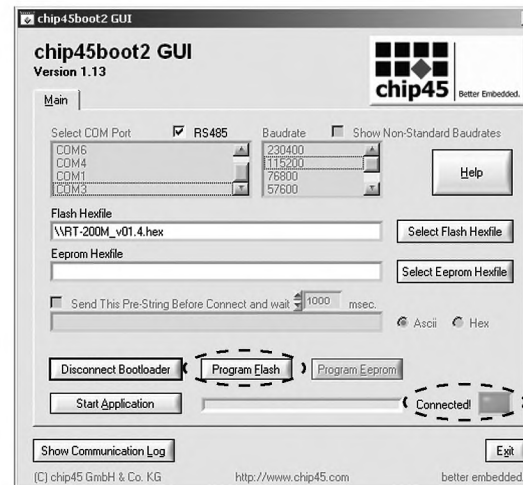 chip45boot2 GUI
chip45boot2 GUI
Version 1.13
chip45 Better Embedded.
Main
Select COM Port RS485 Baudrate Show Non-Standard Baudrates
COM6 230400
COM4 115200
COM1 76800
COM3 57600
Help
Flash Hexfile
\\RT-200M_v01.4.hex Select Flash Hexfile
Eeprom Hexfile
Select Eeprom Hexfile
Send This Pre-String Before Connect and wait 1000 msec.
Ascii Hex
Disconnect Bootloader Program Flash Program Eeprom
Start Application Connected!
Show Communication Log Exit
(C) chip45 GmbH & Co. KG http://www.chip45.com better embedded.